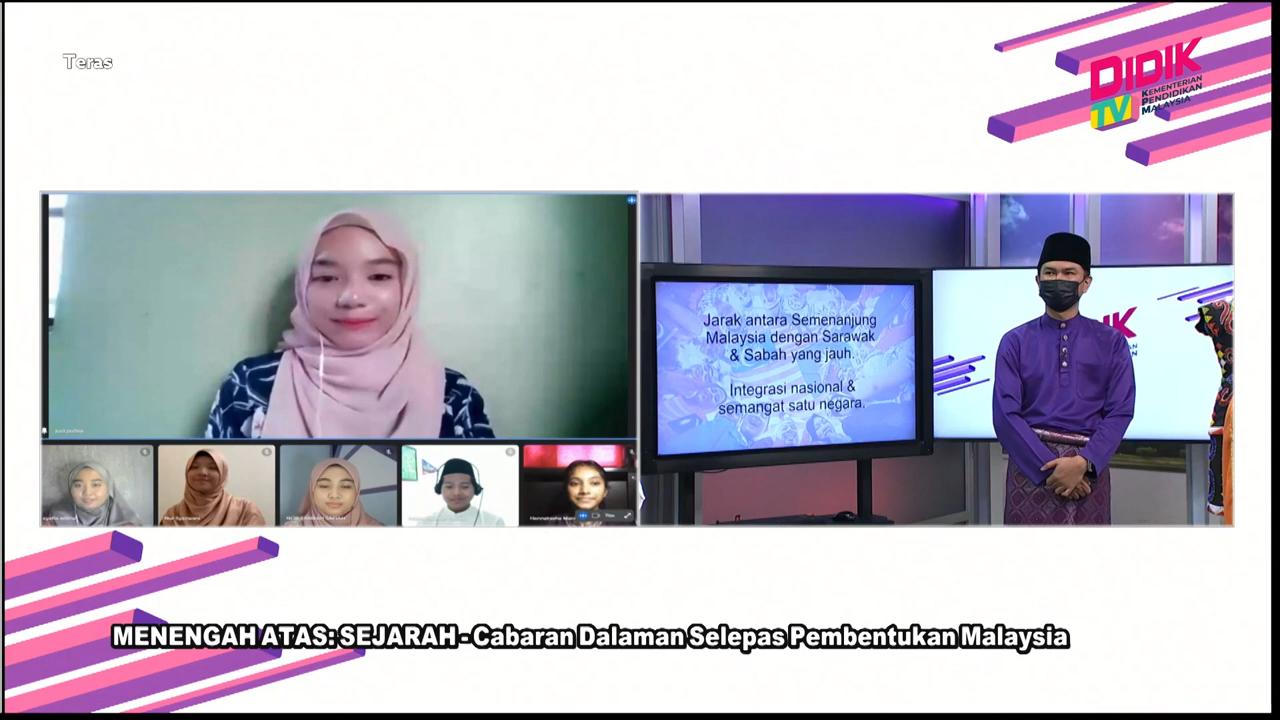 Teras
DIDIK
TV
KEMENTERIAN
PENDIDIKAN
MALAYSIA
Jarak antara Semenanjung
Malaysia dengan Sarawak
& Sabah yang jauh.
Integrasi nasional &
semangat satu negara.
MENENGAH ATAS: SEJARAH - Cabaran Dalaman Selepas Pembentukan Malaysia